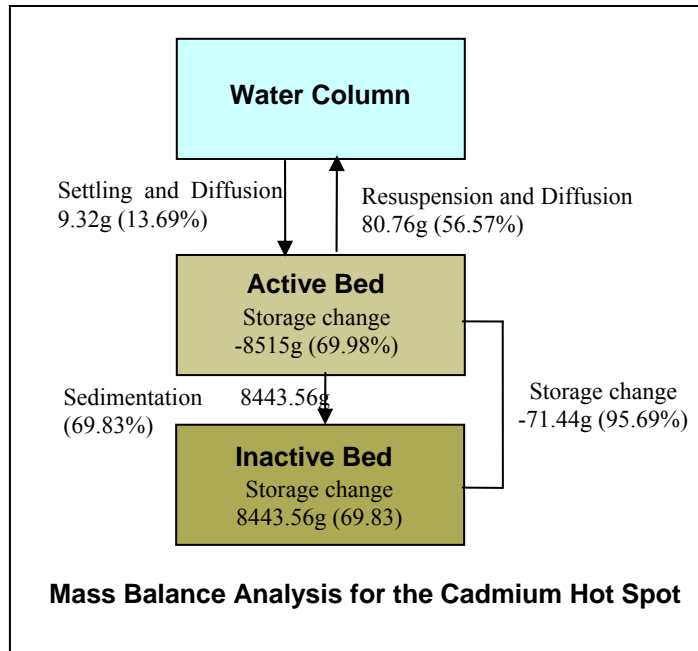 Water Column
Settling and Diffusion
9.32g (13.69%)
Resuspension and Diffusion
80.76g (56.57%)
Active Bed
Storage change
-8515g (69.98%)
Sedimentation 8443.56g
(69.83%)
Storage change
-71.44g (95.69%)
Inactive Bed
Storage change
8443.56g (69.83)
Mass Balance Analysis for the Cadmium Hot Spot